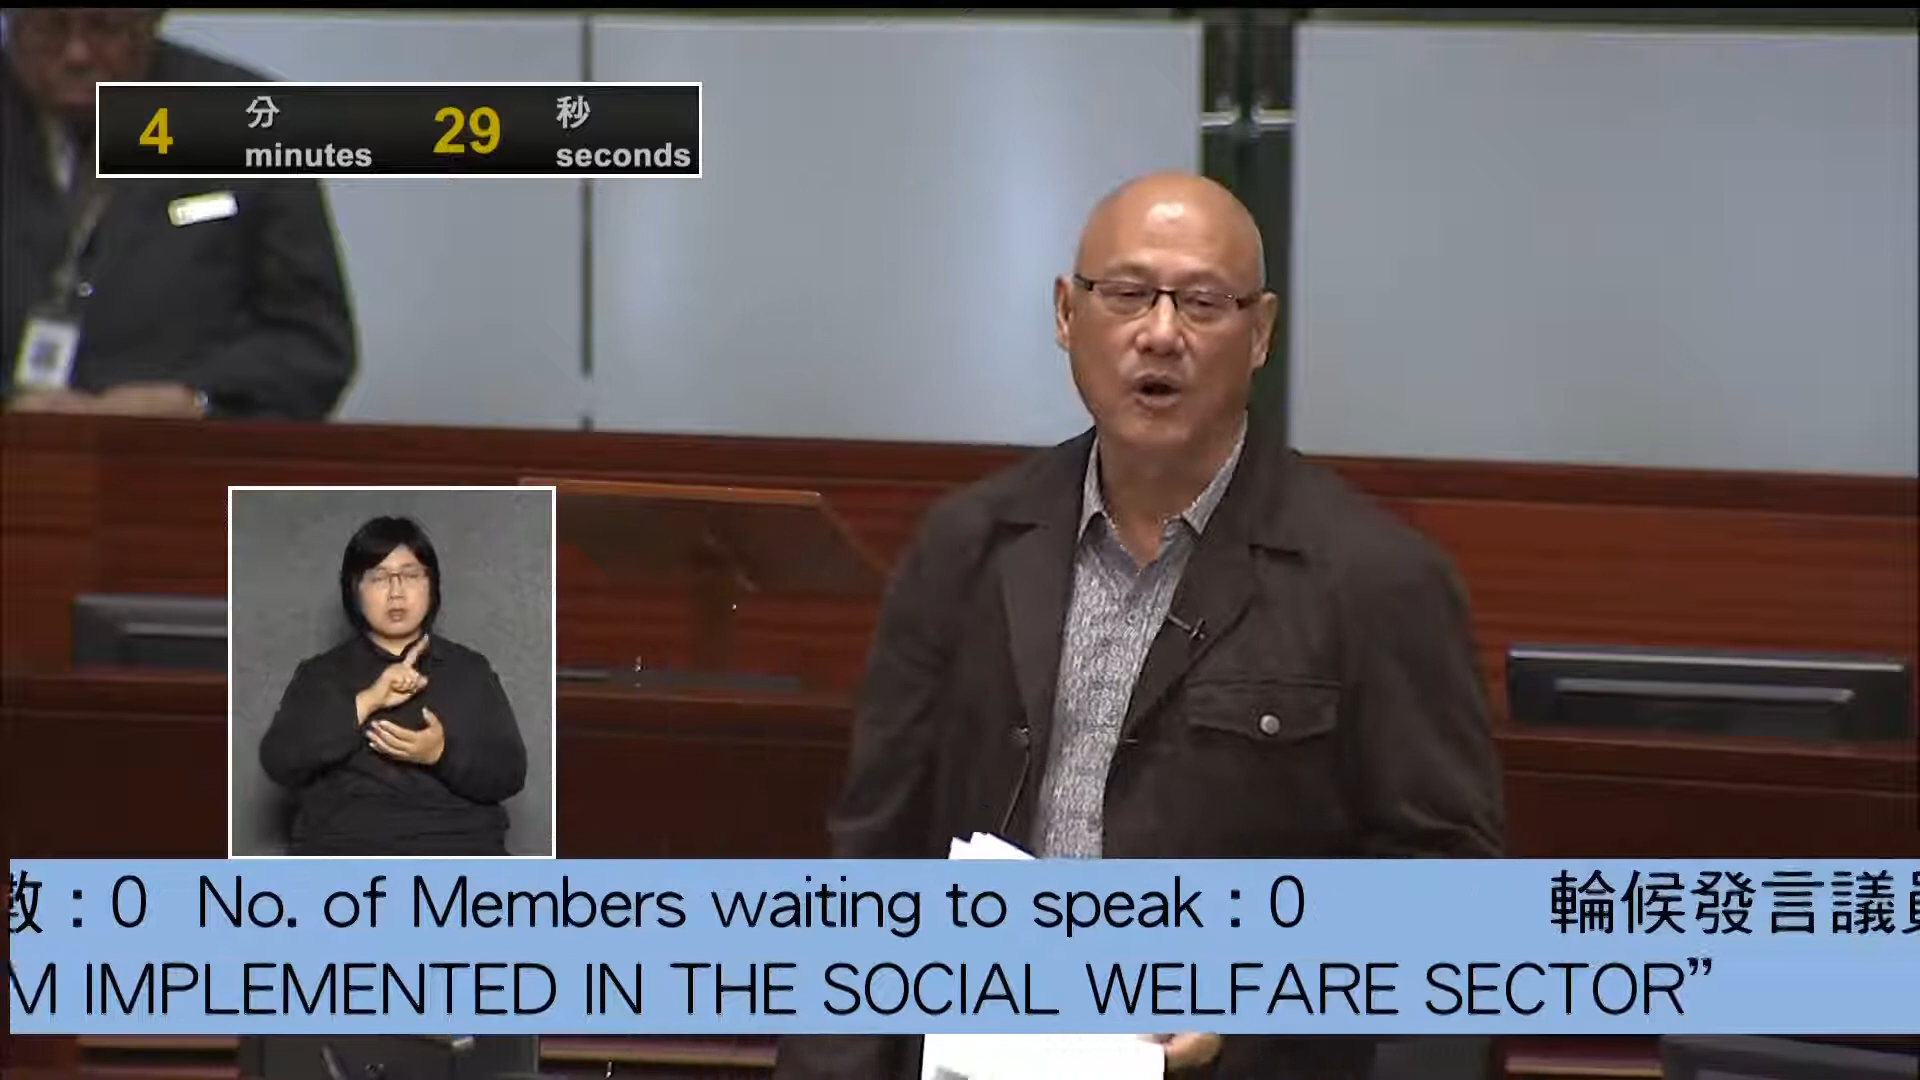 4 分 29 秒
minutes seconds
數：0 No. of Members waiting to speak : 0 輪候發言議員
M IMPLEMENTED IN THE SOCIAL WELFARE SECTOR”